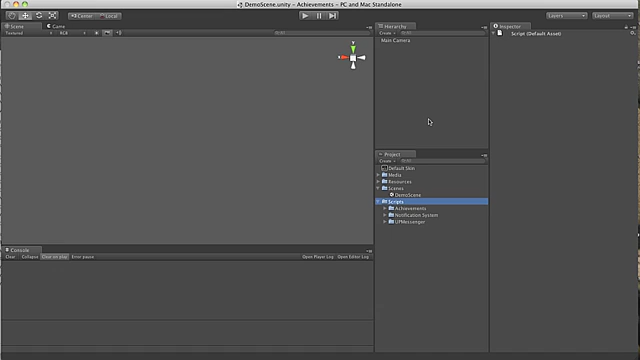 DemoScene.unity - Achievements - PC and Mac Standalone
Center Local Layers Layout
Scene Game
Textured RGB
Hierarchy
Create
Main Camera
Inspector
Script (Default Asset)
Project
Create
Default Skin
Media
Resources
Scenes
DemoScene
Scripts
Achievements
Notification System
UPMessenger
Console
Clear Collapse Clear on play Error pause Open Player Log Open Editor Log